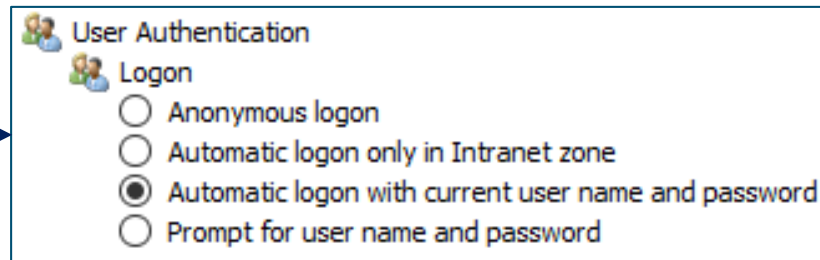 User Authentication
Logon
Anonymous logon
Automatic logon only in Intranet zone
Automatic logon with current user name and password
Prompt for user name and password